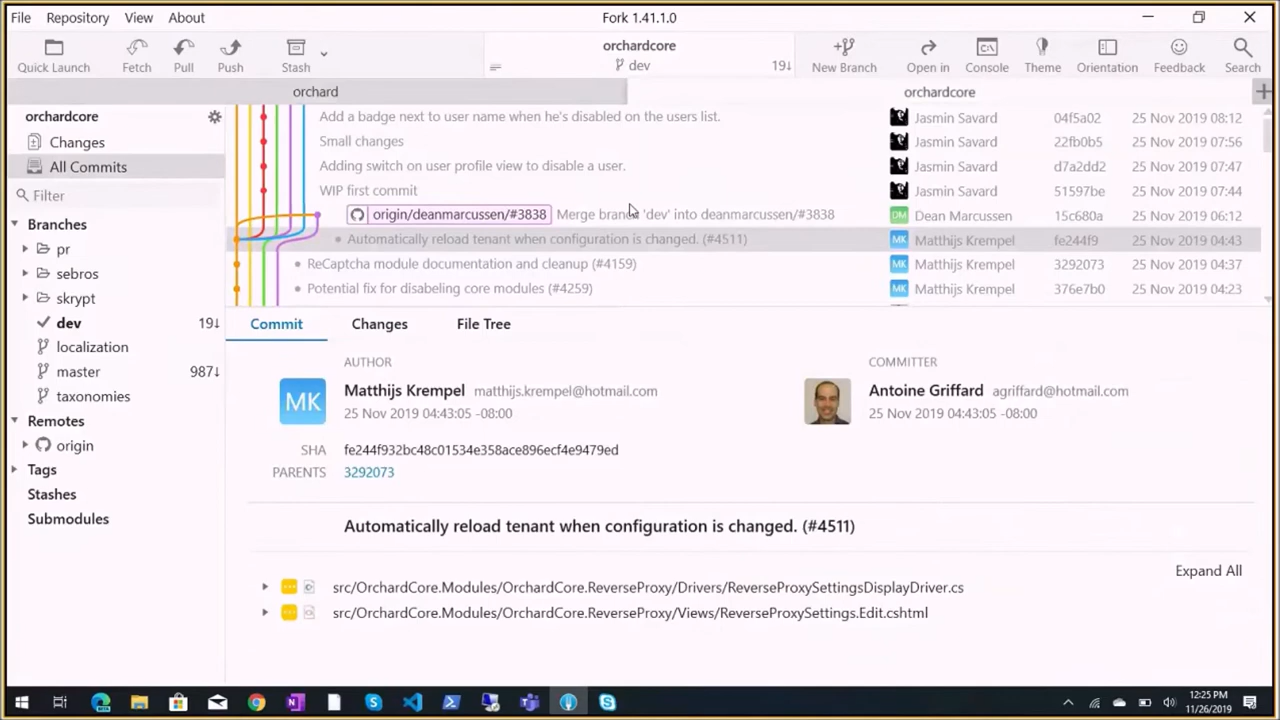 File Repository View About Fork 1.41.1.0
Quick Launch Fetch Pull Push Stash orchardcore dev 19↓ New Branch Open in Console Theme Orientation Feedback Search
orchard orchardcore
orchardcore
Changes
All Commits
Filter
Branches
pr
sebros
skrypt
dev 19↓
localization
master 987↓
taxonomies
Remotes
origin
Tags
Stashes
Submodules
Add a badge next to user name when he's disabled on the users list. Jasmin Savard 04f5a02 25 Nov 2019 08:12
Small changes Jasmin Savard 22fb0b5 25 Nov 2019 07:56
Adding switch on user profile view to disable a user. Jasmin Savard d7a2dd2 25 Nov 2019 07:47
WIP first commit Jasmin Savard 51597be 25 Nov 2019 07:44
origin/deanmarcussen/#3838 Merge branch 'dev' into deanmarcussen/#3838 DM Dean Marcussen 15c680a 25 Nov 2019 06:12
Automatically reload tenant when configuration is changed. (#4511) MK Matthijs Krempel fe244f9 25 Nov 2019 04:43
ReCaptcha module documentation and cleanup (#4159) MK Matthijs Krempel 3292073 25 Nov 2019 04:37
Potential fix for disabeling core modules (#4259) MK Matthijs Krempel 376e7b0 25 Nov 2019 04:23
Commit Changes File Tree
AUTHOR COMMITTER
MK Matthijs Krempel matthijs.krempel@hotmail.com Antoine Griffard agriffard@hotmail.com
25 Nov 2019 04:43:05 -08:00 25 Nov 2019 04:43:05 -08:00
SHA fe244f932bc48c01534e358ace896ecf4e9479ed
PARENTS 3292073
Automatically reload tenant when configuration is changed. (#4511)
Expand All
src/OrchardCore.Modules/OrchardCore.ReverseProxy/Drivers/ReverseProxySettingsDisplayDriver.cs
src/OrchardCore.Modules/OrchardCore.ReverseProxy/Views/ReverseProxySettings.Edit.cshtml
12:25 PM
11/26/2019